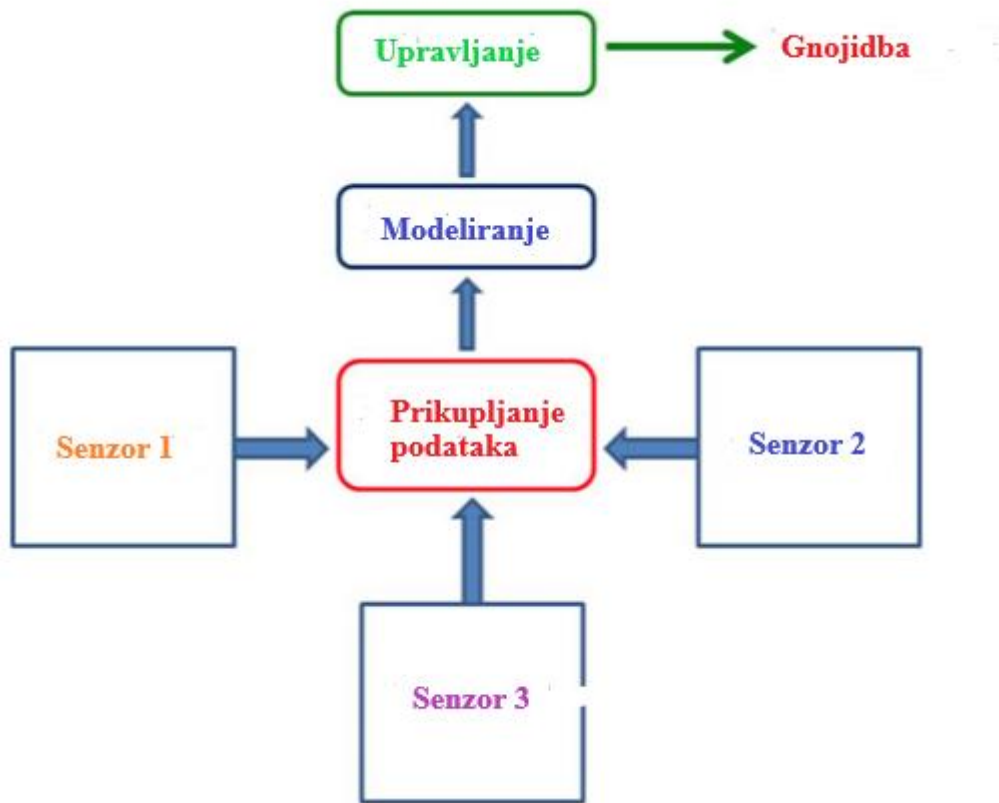 Upravljanje
Gnojidba
Modeliranje
Prikupljanje
podataka
Senzor 1
Senzor 2
Senzor 3